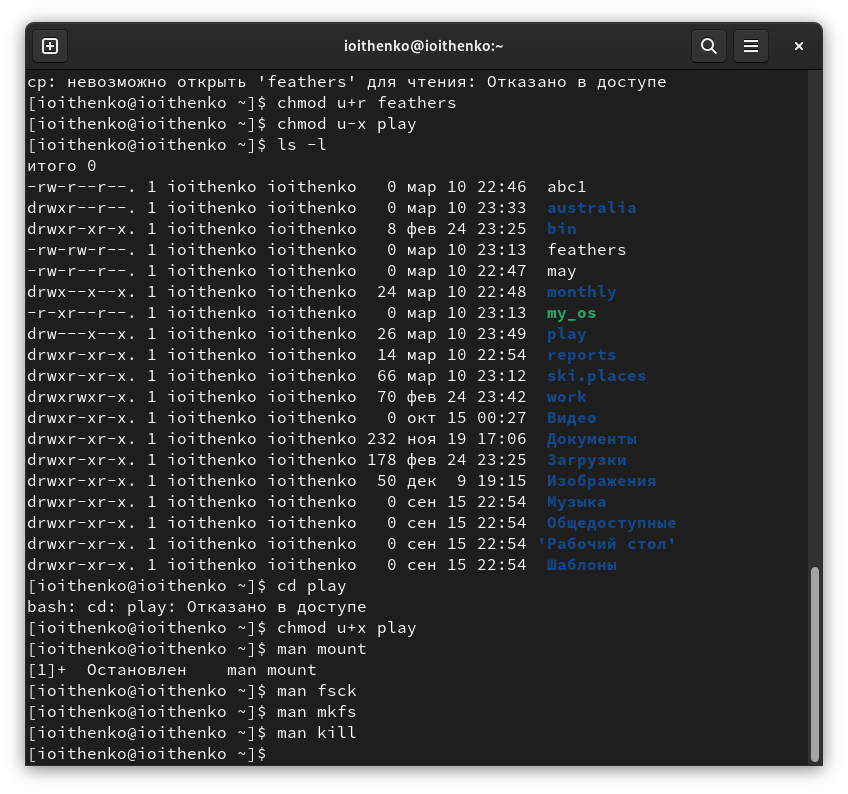 ioithenko@ioithenko:~
cp: невозможно открыть 'feathers' для чтения: Отказано в доступе
[ioithenko@ioithenko ~]$ chmod u+r feathers
[ioithenko@ioithenko ~]$ chmod u-x play
[ioithenko@ioithenko ~]$ ls -l
итого 0
-rw-r--r--. 1 ioithenko ioithenko   0 мар 10 22:46  abc1
drwxr--r--. 1 ioithenko ioithenko   0 мар 10 23:33  australia
drwxr-xr-x. 1 ioithenko ioithenko   8 фев 24 23:25  bin
-rw-rw-r--. 1 ioithenko ioithenko   0 мар 10 23:13  feathers
-rw-r--r--. 1 ioithenko ioithenko   0 мар 10 22:47  may
drwx--x--x. 1 ioithenko ioithenko  24 мар 10 22:48  monthly
-r-xr--r--. 1 ioithenko ioithenko   0 мар 10 23:13  my_os
drw---x--x. 1 ioithenko ioithenko  26 мар 10 23:49  play
drwxr-xr-x. 1 ioithenko ioithenko  14 мар 10 22:54  reports
drwxr-xr-x. 1 ioithenko ioithenko  66 мар 10 23:12  ski.places
drwxrwxr-x. 1 ioithenko ioithenko  70 фев 24 23:42  work
drwxr-xr-x. 1 ioithenko ioithenko   0 окт 15 00:27  Видео
drwxr-xr-x. 1 ioithenko ioithenko 232 ноя 19 17:06  Документы
drwxr-xr-x. 1 ioithenko ioithenko 178 фев 24 23:25  Загрузки
drwxr-xr-x. 1 ioithenko ioithenko  50 дек  9 19:15  Изображения
drwxr-xr-x. 1 ioithenko ioithenko   0 сен 15 22:54  Музыка
drwxr-xr-x. 1 ioithenko ioithenko   0 сен 15 22:54  Общедоступные
drwxr-xr-x. 1 ioithenko ioithenko   0 сен 15 22:54 'Рабочий стол'
drwxr-xr-x. 1 ioithenko ioithenko   0 сен 15 22:54  Шаблоны
[ioithenko@ioithenko ~]$ cd play
bash: cd: play: Отказано в доступе
[ioithenko@ioithenko ~]$ chmod u+x play
[ioithenko@ioithenko ~]$ man mount
[1]+  Остановлен    man mount
[ioithenko@ioithenko ~]$ man fsck
[ioithenko@ioithenko ~]$ man mkfs
[ioithenko@ioithenko ~]$ man kill
[ioithenko@ioithenko ~]$